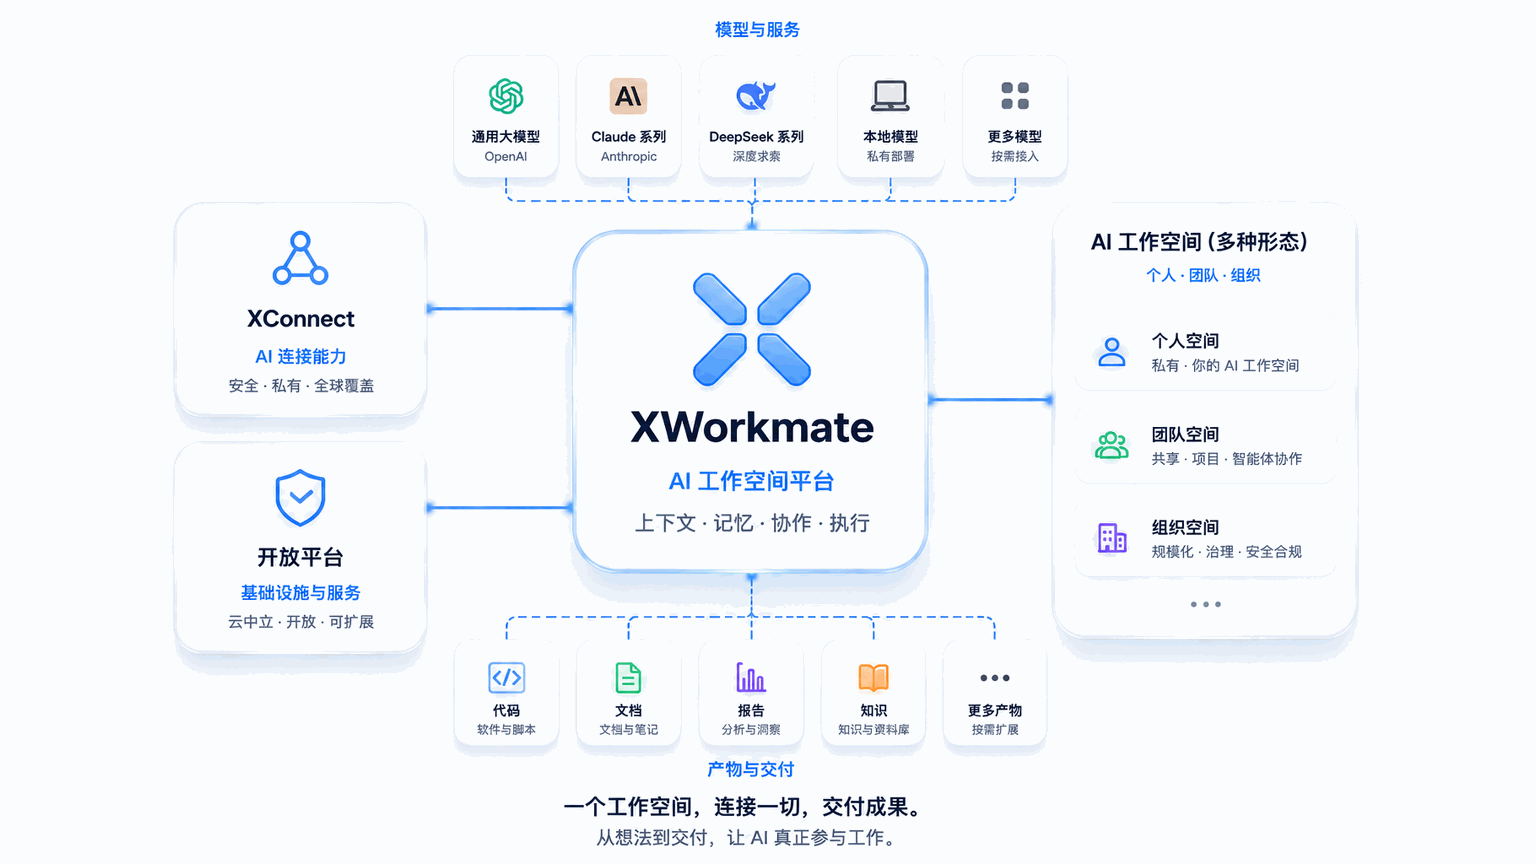 模型与服务
通用大模型
OpenAI
Claude 系列
Anthropic
DeepSeek 系列
深度求索
本地模型
私有部署
更多模型
按需接入
XConnect
AI 连接能力
安全 · 私有 · 全球覆盖
开放平台
基础设施与服务
云中立 · 开放 · 可扩展
XWorkmate
AI 工作空间平台
上下文 · 记忆 · 协作 · 执行
AI 工作空间 (多种形态)
个人 · 团队 · 组织
个人空间
私有 · 你的 AI 工作空间
团队空间
共享 · 项目 · 智能体协作
组织空间
规模化 · 治理 · 安全合规
代码
软件与脚本
文档
文档与笔记
报告
分析与洞察
知识
知识与资料库
更多产物
按需扩展
产物与交付
一个工作空间，连接一切，交付成果。
从想法到交付，让 AI 真正参与工作。